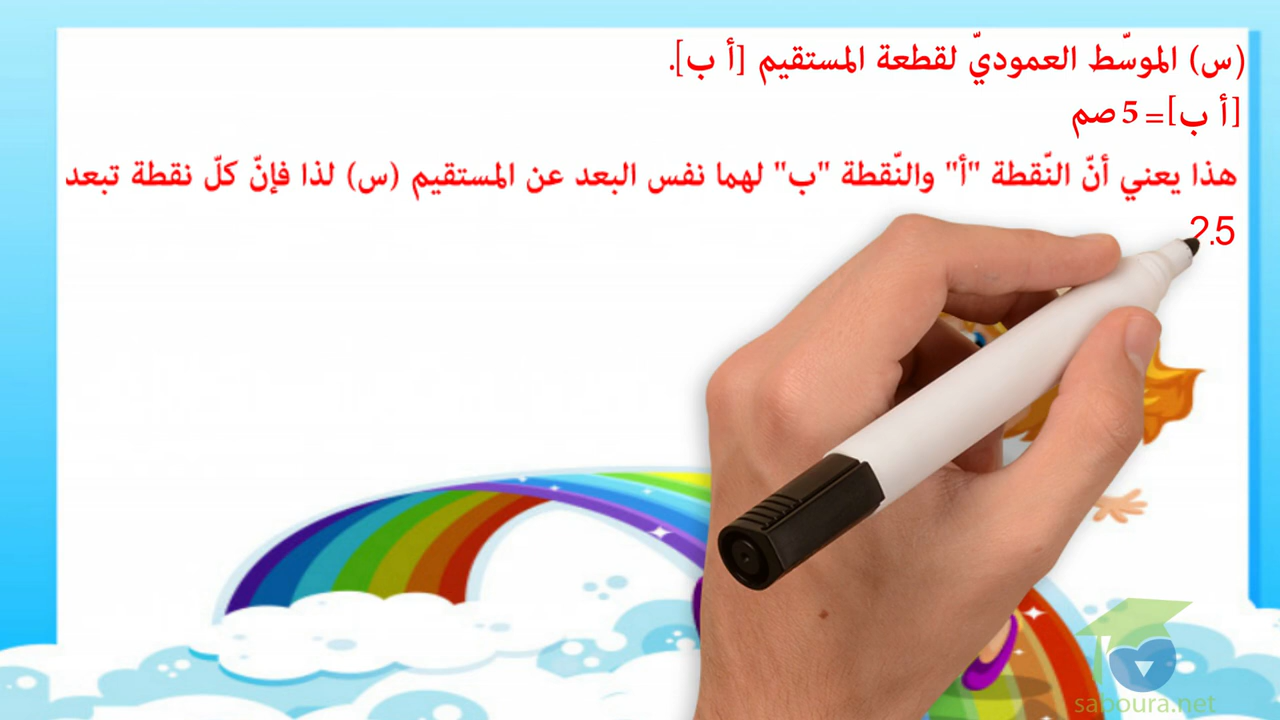 (س) الموسّط العموديّ لقطعة المستقيم [أ ب].
[أ ب]= 5 صم
هذا يعني أنّ النّقطة "أ" والنّقطة "ب" لهما نفس البعد عن المستقيم (س) لذا فإنّ كلّ نقطة تبعد
2.5
saboura.net